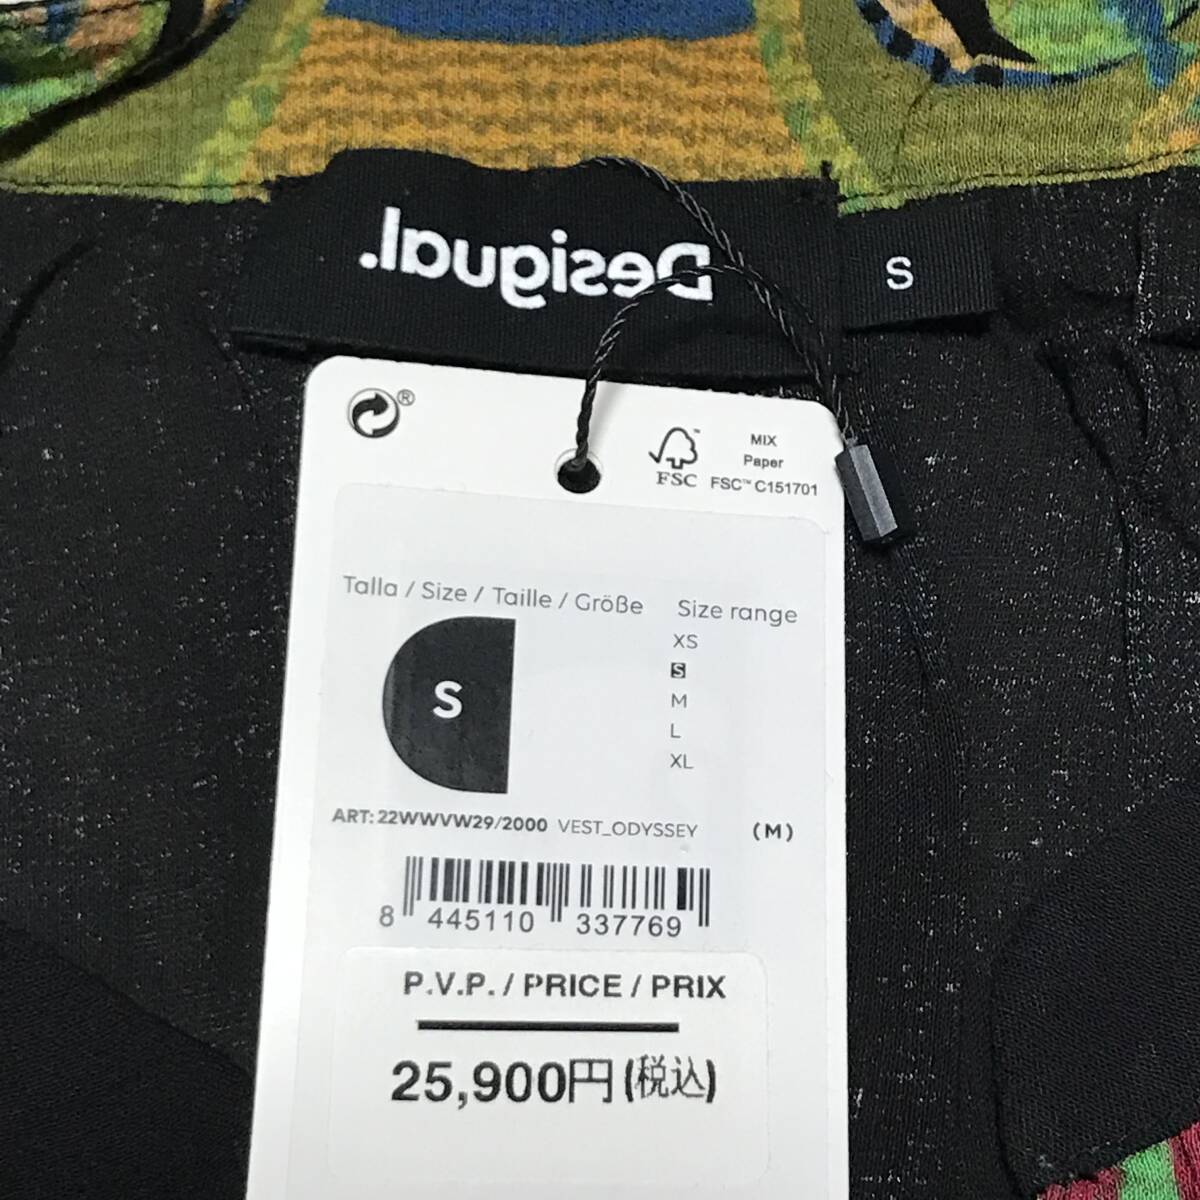 Desigual.
S
®
FSC™
MIX
Paper
FSC™ C151701
Talla / Size / Taille / Größe
Size range
XS
S
M
L
XL
S
ART: 22WWVW29/2000 VEST_ODYSSEY (M)
8 445110 337769
P.V.P. / PRICE / PRIX
25,900円(税込)